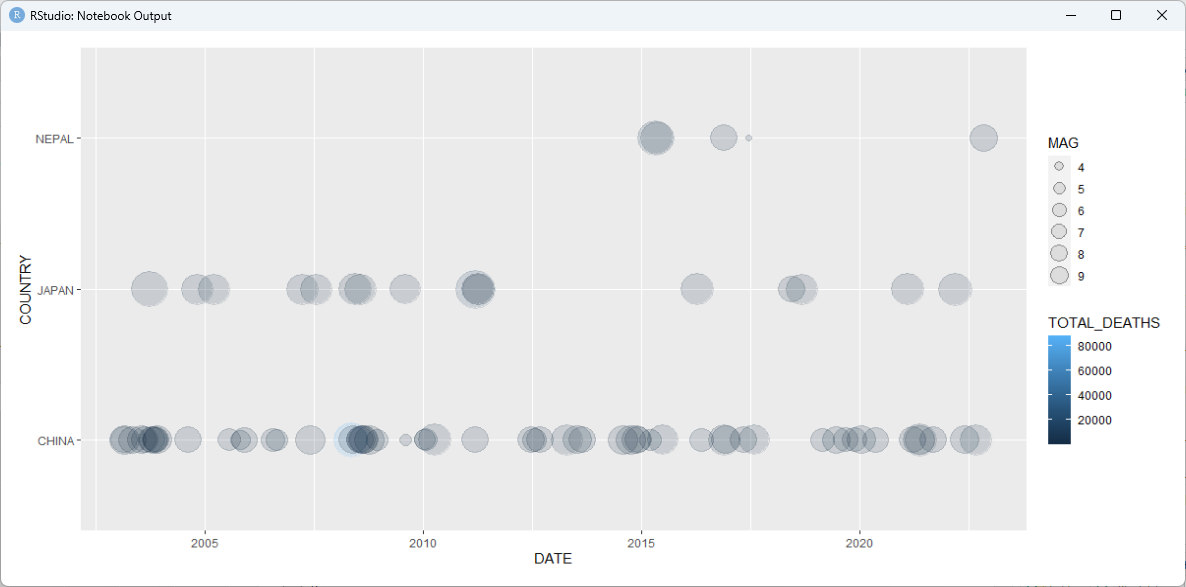 R RStudio: Notebook Output
NEPAL
JAPAN
CHINA
COUNTRY
2005 2010 2015 2020
DATE
MAG
4
5
6
7
8
9
TOTAL_DEATHS
80000
60000
40000
20000